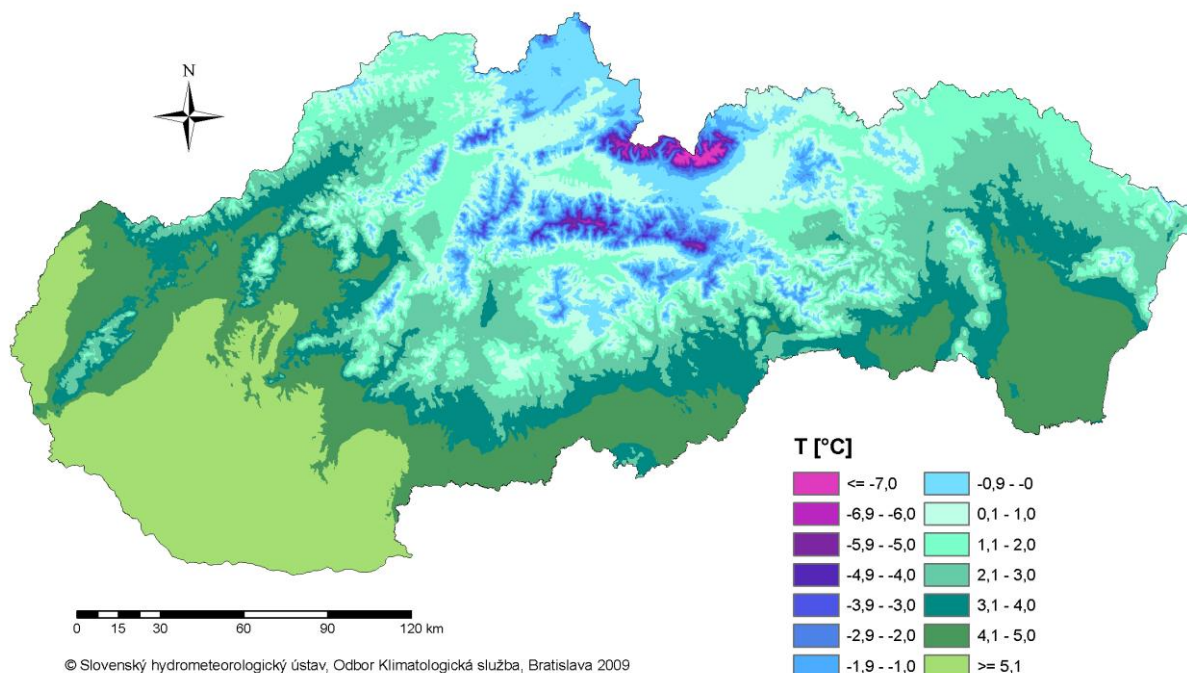 N
T [°C]
<= -7,0
-6,9 - -6,0
-5,9 - -5,0
-4,9 - -4,0
-3,9 - -3,0
-2,9 - -2,0
-1,9 - -1,0
-0,9 - -0
0,1 - 1,0
1,1 - 2,0
2,1 - 3,0
3,1 - 4,0
4,1 - 5,0
>= 5,1
0 15 30 60 90 120 km
© Slovenský hydrometeorologický ústav, Odbor Klimatologická služba, Bratislava 2009